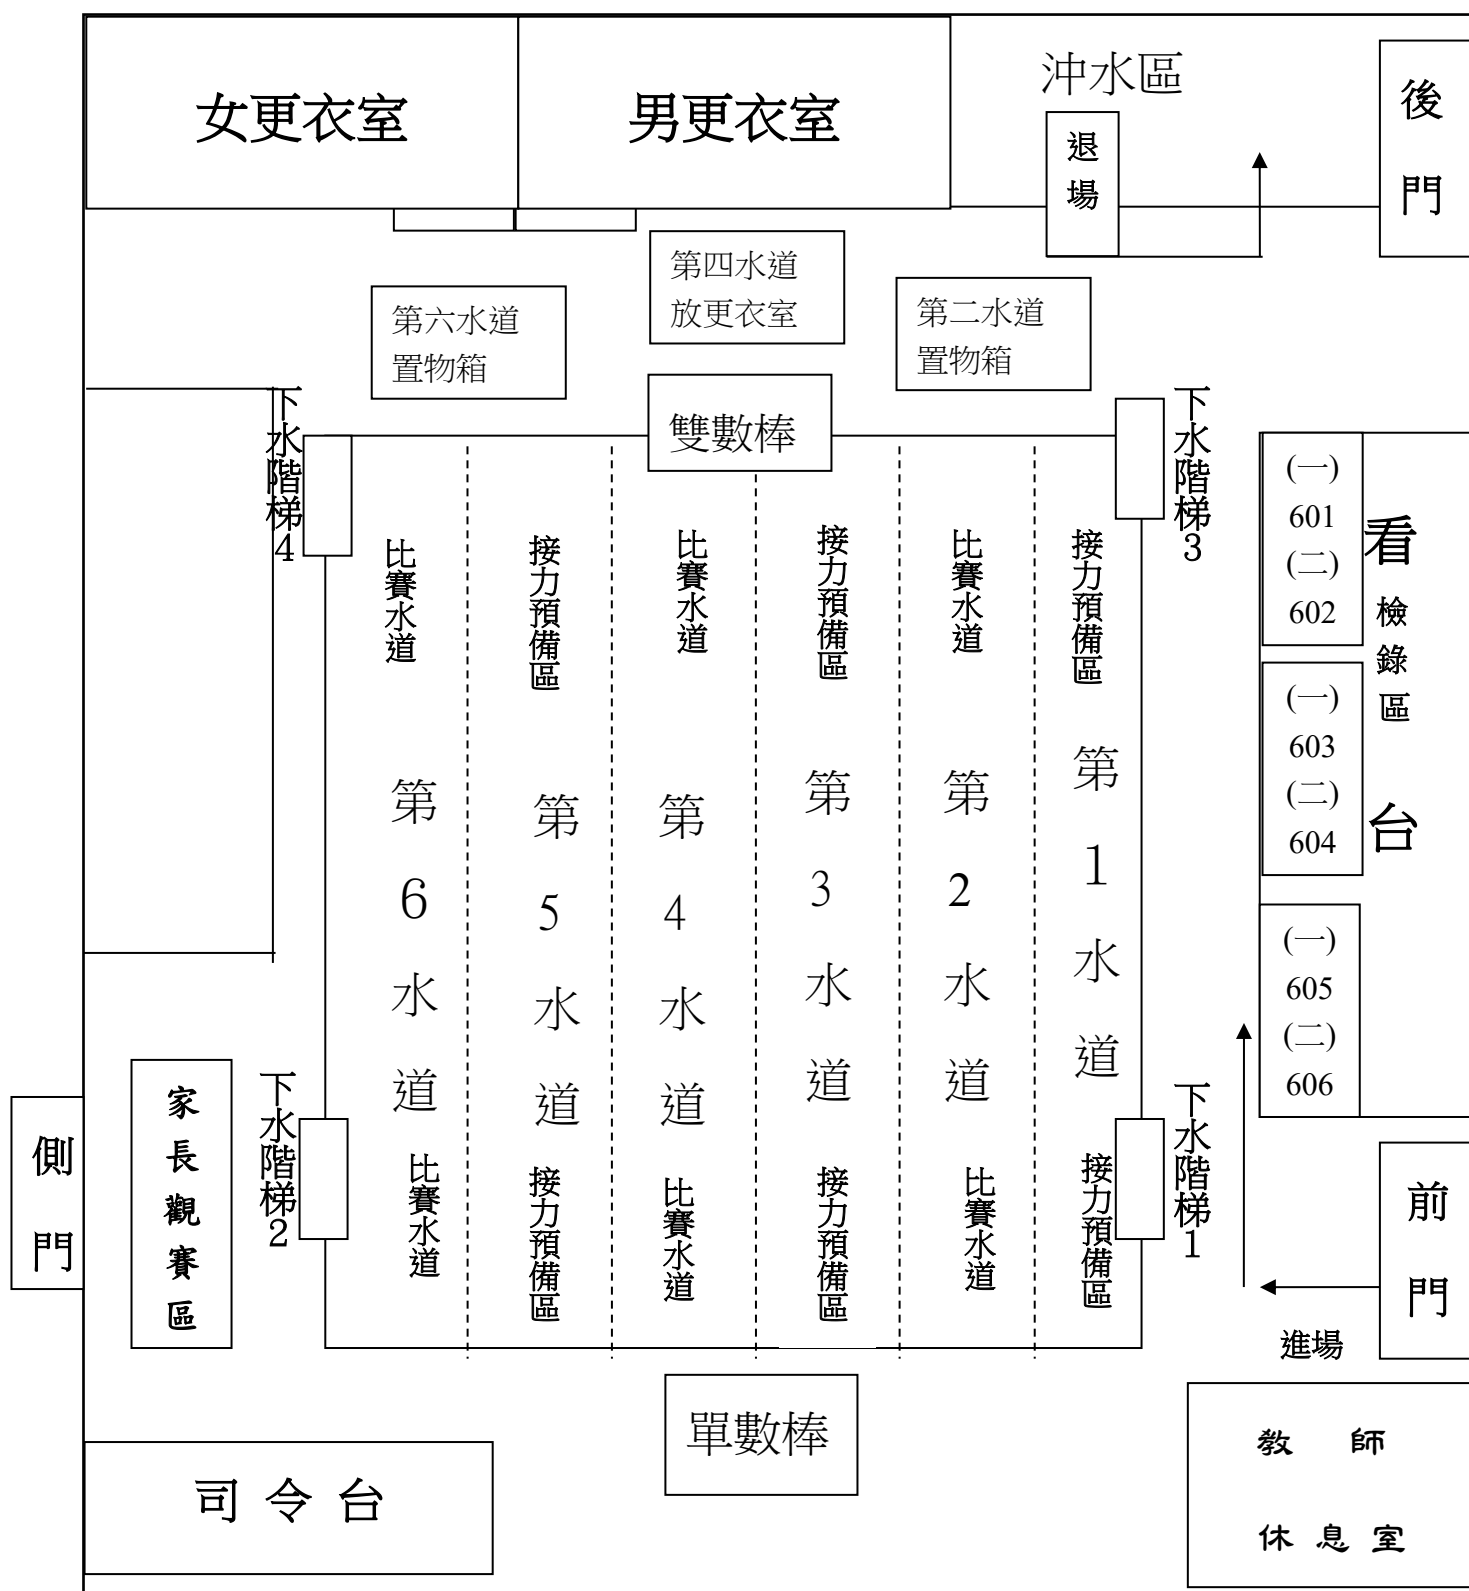 女更衣室
男更衣室
沖水區
後門
退場
第四水道
放更衣室
第六水道
置物箱
第二水道
置物箱
雙數棒
下水階梯4
下水階梯3
比賽水道
接力預備區
比賽水道
接力預備區
比賽水道
接力預備區
(一)
601
(二)
602
(一)
603
(二)
604
(一)
605
(二)
606
看台
檢錄區
第6水道
第5水道
第4水道
第3水道
第2水道
第1水道
側門
家長觀賽區
下水階梯2
比賽水道
接力預備區
比賽水道
接力預備區
比賽水道
接力預備區
下水階梯1
前門
進場
單數棒
司令台
教 師
休息室